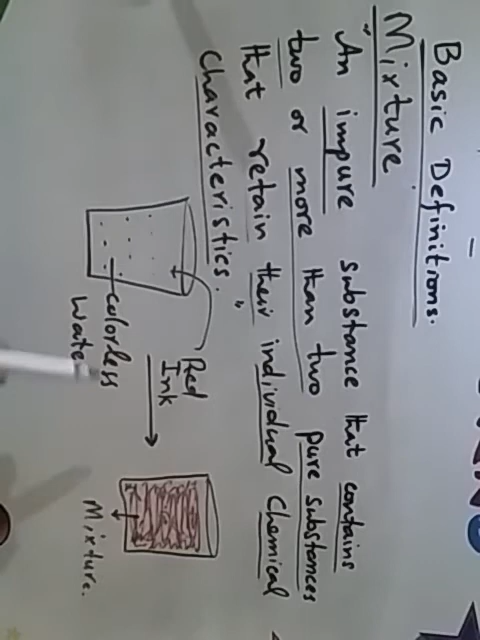 Basic Definitions.
Mixture
"An impure substance that contains
two or more than two pure substances
that retain their individual Chemical
Characteristics."
Red
Ink
colorless
Water
Mixture.